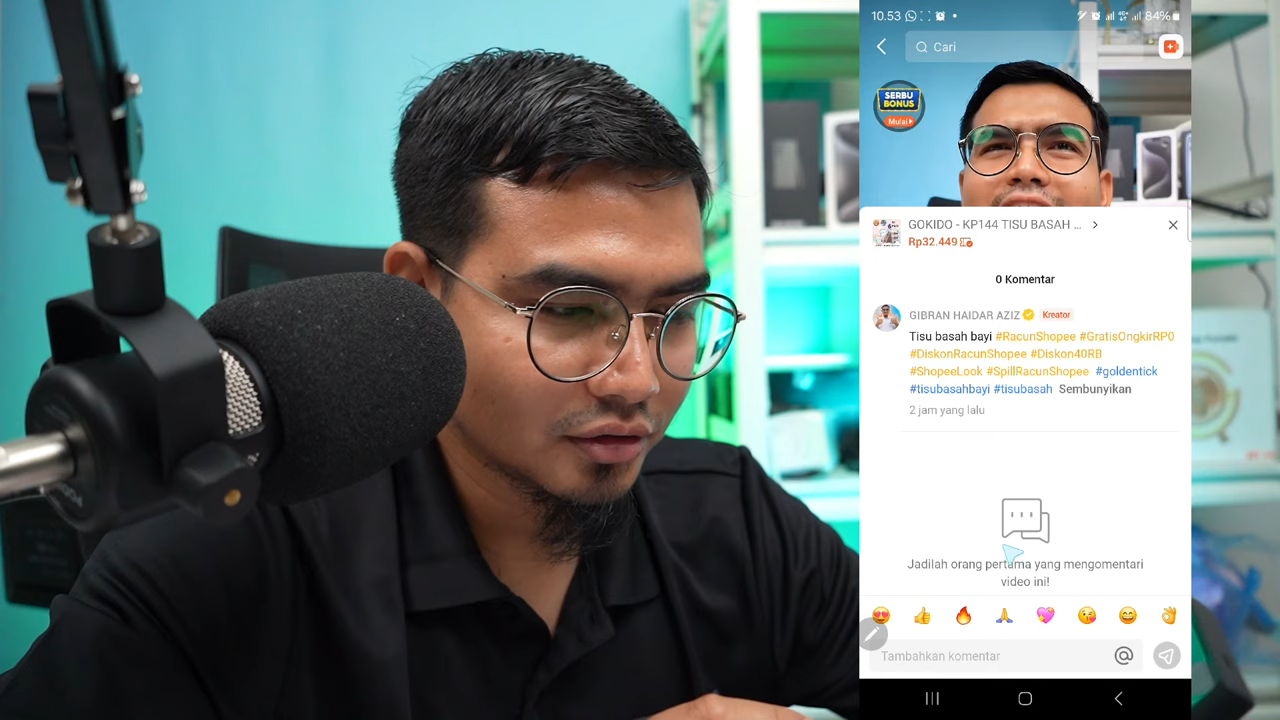 10.53
84%
Cari
SERBU
BONUS
Mulai
GOKIDO - KP144 TISU BASAH ...
Rp32.449
0 Komentar
GIBRAN HAIDAR AZIZ Kreator
Tisu basah bayi #RacunShopee #GratisOngkirRP0
#DiskonRacunShopee #Diskon40RB
#ShopeeLook #SpillRacunShopee #goldentick
#tisubasahbayi #tisubasah Sembunyikan
2 jam yang lalu
Jadilah orang pertama yang mengomentari
video ini!
Tambahkan komentar @